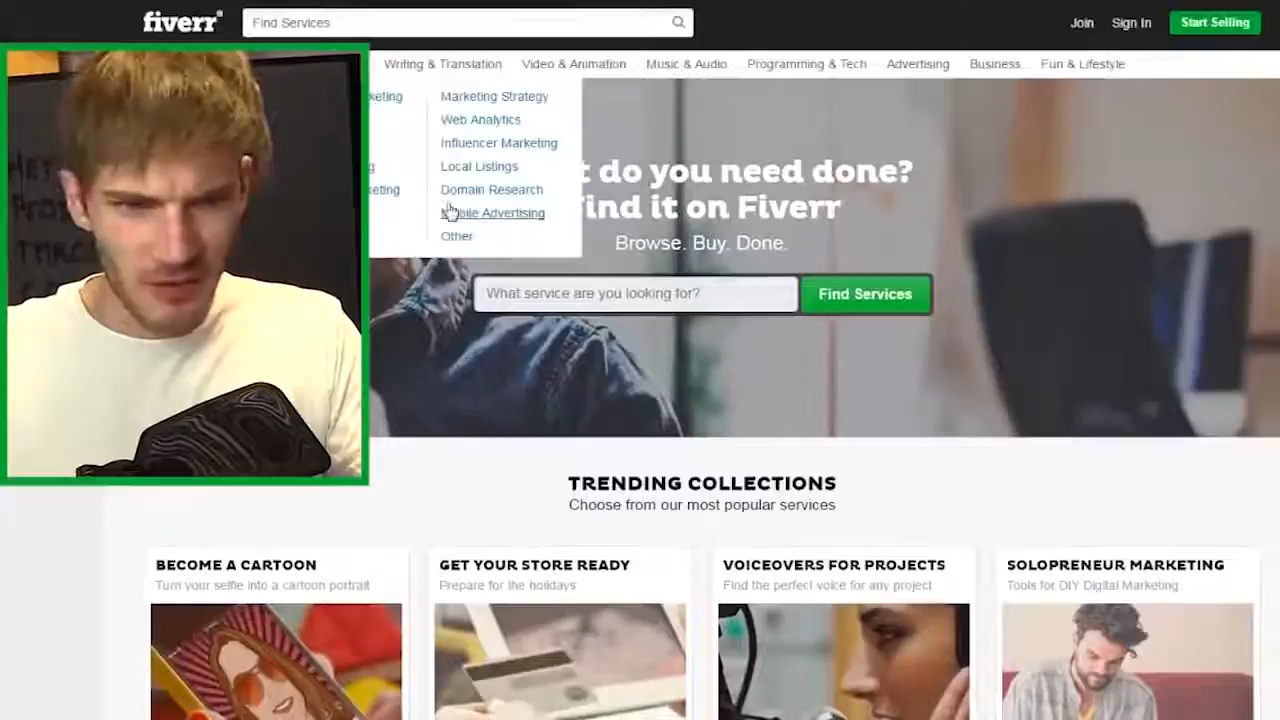 fiverr
Find Services
Join
Sign In
Start Selling
Writing & Translation
Video & Animation
Music & Audio
Programming & Tech
Advertising
Business
Fun & Lifestyle
keting
Marketing Strategy
Web Analytics
Influencer Marketing
g
Local Listings
keting
Domain Research
Advertising
Other
t do you need done?
Find it on Fiverr
Browse. Buy. Done.
What service are you looking for?
Find Services
TRENDING COLLECTIONS
Choose from our most popular services
BECOME A CARTOON
Turn your selfie into a cartoon portrait
GET YOUR STORE READY
Prepare for the holidays
VOICEOVERS FOR PROJECTS
Find the perfect voice for any project
SOLOPRENEUR MARKETING
Tools for DIY Digital Marketing